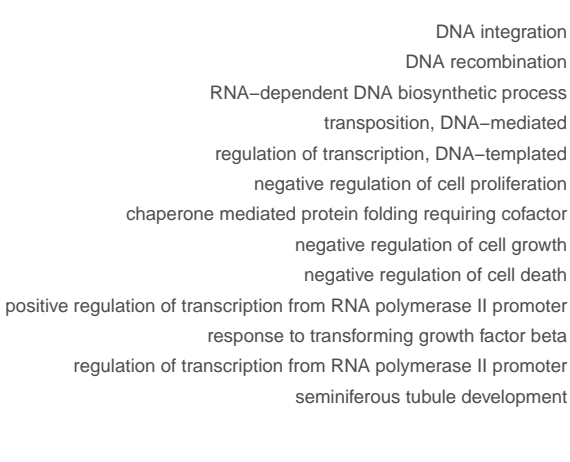 DNA integration
DNA recombination
RNA−dependent DNA biosynthetic process
transposition, DNA−mediated
regulation of transcription, DNA−templated
negative regulation of cell proliferation
chaperone mediated protein folding requiring cofactor
negative regulation of cell growth
negative regulation of cell death
positive regulation of transcription from RNA polymerase II promoter
response to transforming growth factor beta
regulation of transcription from RNA polymerase II promoter
seminiferous tubule development